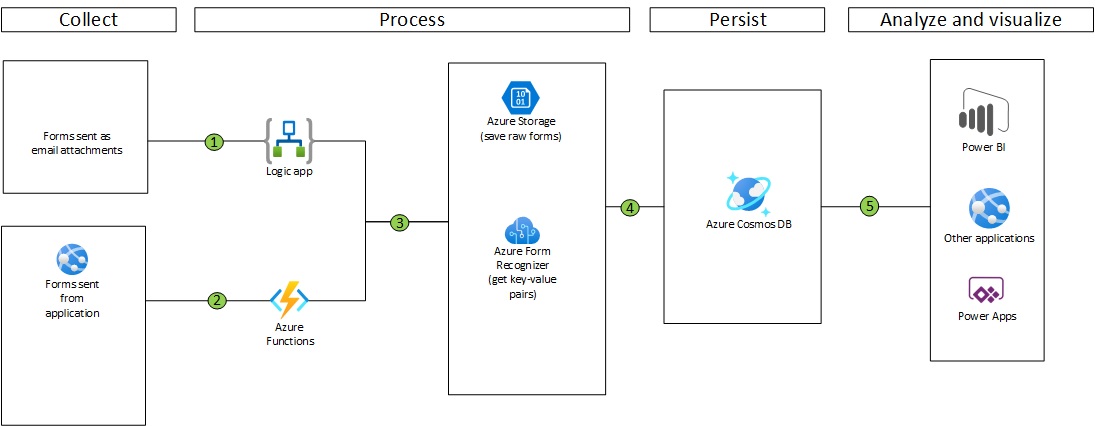 Collect
Process
Persist
Analyze and visualize
Forms sent as
email attachments
1
Logic app
Forms sent
from
application
2
Azure
Functions
3
10
01
Azure Storage
(save raw forms)
Azure Form
Recognizer
(get key-value
pairs)
4
Azure Cosmos DB
5
Power BI
Other applications
Power Apps